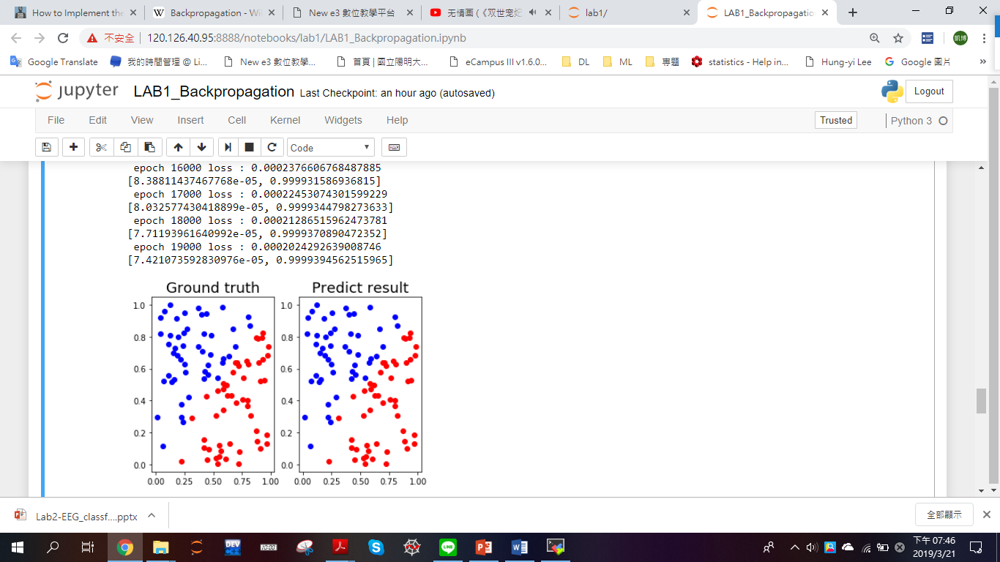 How to Implement the
Backpropagation - Wi
New e3 數位教學平台
无情画 (《双世宠妃
lab1/
LAB1_Backpropagatio
不安全
120.126.40.95:8888/notebooks/lab1/LAB1_Backpropagation.ipynb
凱博
Google Translate
我的時間管理 @ Li...
New e3 數位教學...
首頁 | 國立陽明大...
eCampus III v1.6.0...
DL
ML
專題
statistics - Help in...
Hung-yi Lee
Google 圖片
»
jupyter
LAB1_Backpropagation
Last Checkpoint: an hour ago (autosaved)
Logout
File
Edit
View
Insert
Cell
Kernel
Widgets
Help
Trusted
Python 3
Code
epoch 16000 loss : 0.0002376606768487885
[8.38811437467768e-05, 0.999931586936815]
epoch 17000 loss : 0.00022453074301599229
[8.032577430418899e-05, 0.9999344798273633]
epoch 18000 loss : 0.00021286515962473781
[7.71193961640992e-05, 0.9999370890472352]
epoch 19000 loss : 0.0002024292639008746
[7.421073592830976e-05, 0.9999394562515965]
Ground truth
Predict result
1.0
0.8
0.6
0.4
0.2
0.0
0.00 0.25 0.50 0.75 1.00
1.0
0.8
0.6
0.4
0.2
0.0
0.00 0.25 0.50 0.75 1.00
Lab2-EEG_classf....pptx
全部顯示
DEV
下午 07:46
2019/3/21